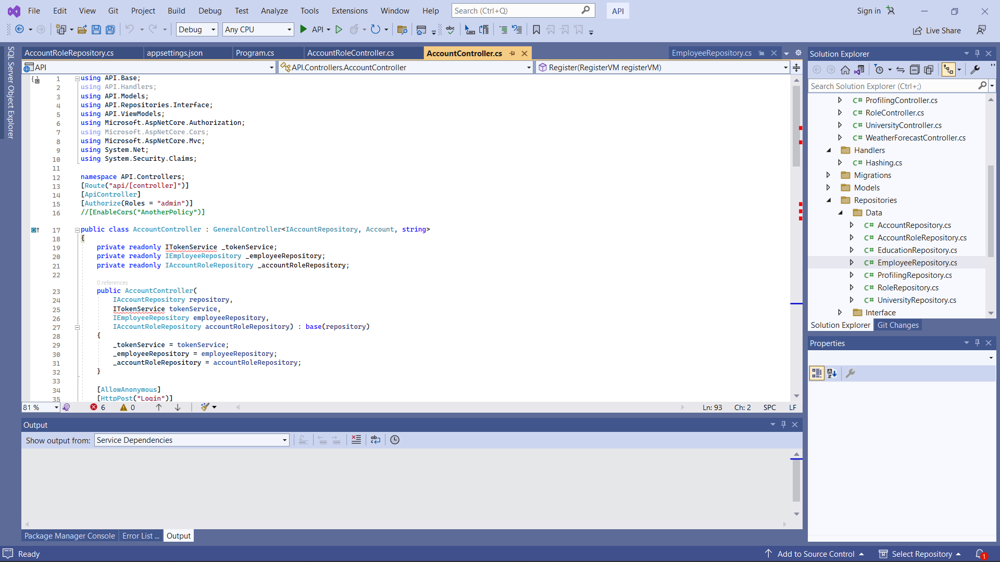 File Edit View Git Project Build Debug Test Analyze Tools Extensions Window Help Search (Ctrl+Q) API Sign in
Debug Any CPU API Live Share
SQL Server Object Explorer
AccountRoleRepository.cs appsettings.json Program.cs AccountRoleController.cs AccountController.cs EmployeeRepository.cs
API API.Controllers.AccountController Register(RegisterVM registerVM)
1 using API.Base;
2 using API.Handlers;
3 using API.Models;
4 using API.Repositories.Interface;
5 using API.ViewModels;
6 using Microsoft.AspNetCore.Authorization;
7 using Microsoft.AspNetCore.Cors;
8 using Microsoft.AspNetCore.Mvc;
9 using System.Net;
10 using System.Security.Claims;
11
12 namespace API.Controllers;
13 [Route("api/[controller]")]
14 [ApiController]
15 [Authorize(Roles = "admin")]
16 //[EnableCors("AnotherPolicy")]
17 public class AccountController : GeneralController<IAccountRepository, Account, string>
18 {
19 private readonly ITokenService _tokenService;
20 private readonly IEmployeeRepository _employeeRepository;
21 private readonly IAccountRoleRepository _accountRoleRepository;
22
0 references
23 public AccountController(
24 IAccountRepository repository,
25 ITokenService tokenService,
26 IEmployeeRepository employeeRepository,
27 IAccountRoleRepository accountRoleRepository) : base(repository)
28 {
29 _tokenService = tokenService;
30 _employeeRepository = employeeRepository;
31 _accountRoleRepository = accountRoleRepository;
32 }
33
34 [AllowAnonymous]
35 [HttpPost("Login")]
81 % 6 0 Ln: 93 Ch: 2 SPC LF
Output
Show output from: Service Dependencies
Package Manager Console Error List ... Output
Solution Explorer
Search Solution Explorer (Ctrl+;)
C# ProfilingController.cs
C# RoleController.cs
C# UniversityController.cs
C# WeatherForecastController.cs
Handlers
C# Hashing.cs
Migrations
Models
Repositories
Data
C# AccountRepository.cs
C# AccountRoleRepository.cs
C# EducationRepository.cs
C# EmployeeRepository.cs
C# ProfilingRepository.cs
C# RoleRepository.cs
C# UniversityRepository.cs
Interface
Solution Explorer Git Changes
Properties
Ready Add to Source Control Select Repository 1